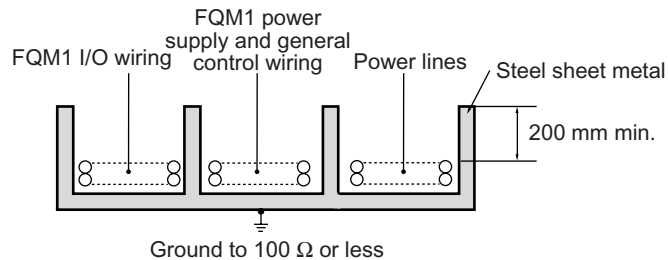 FQM1 power
supply and general
control wiring
FQM1 I/O wiring
Power lines
Steel sheet metal
200 mm min.
Ground to 100 Ω or less